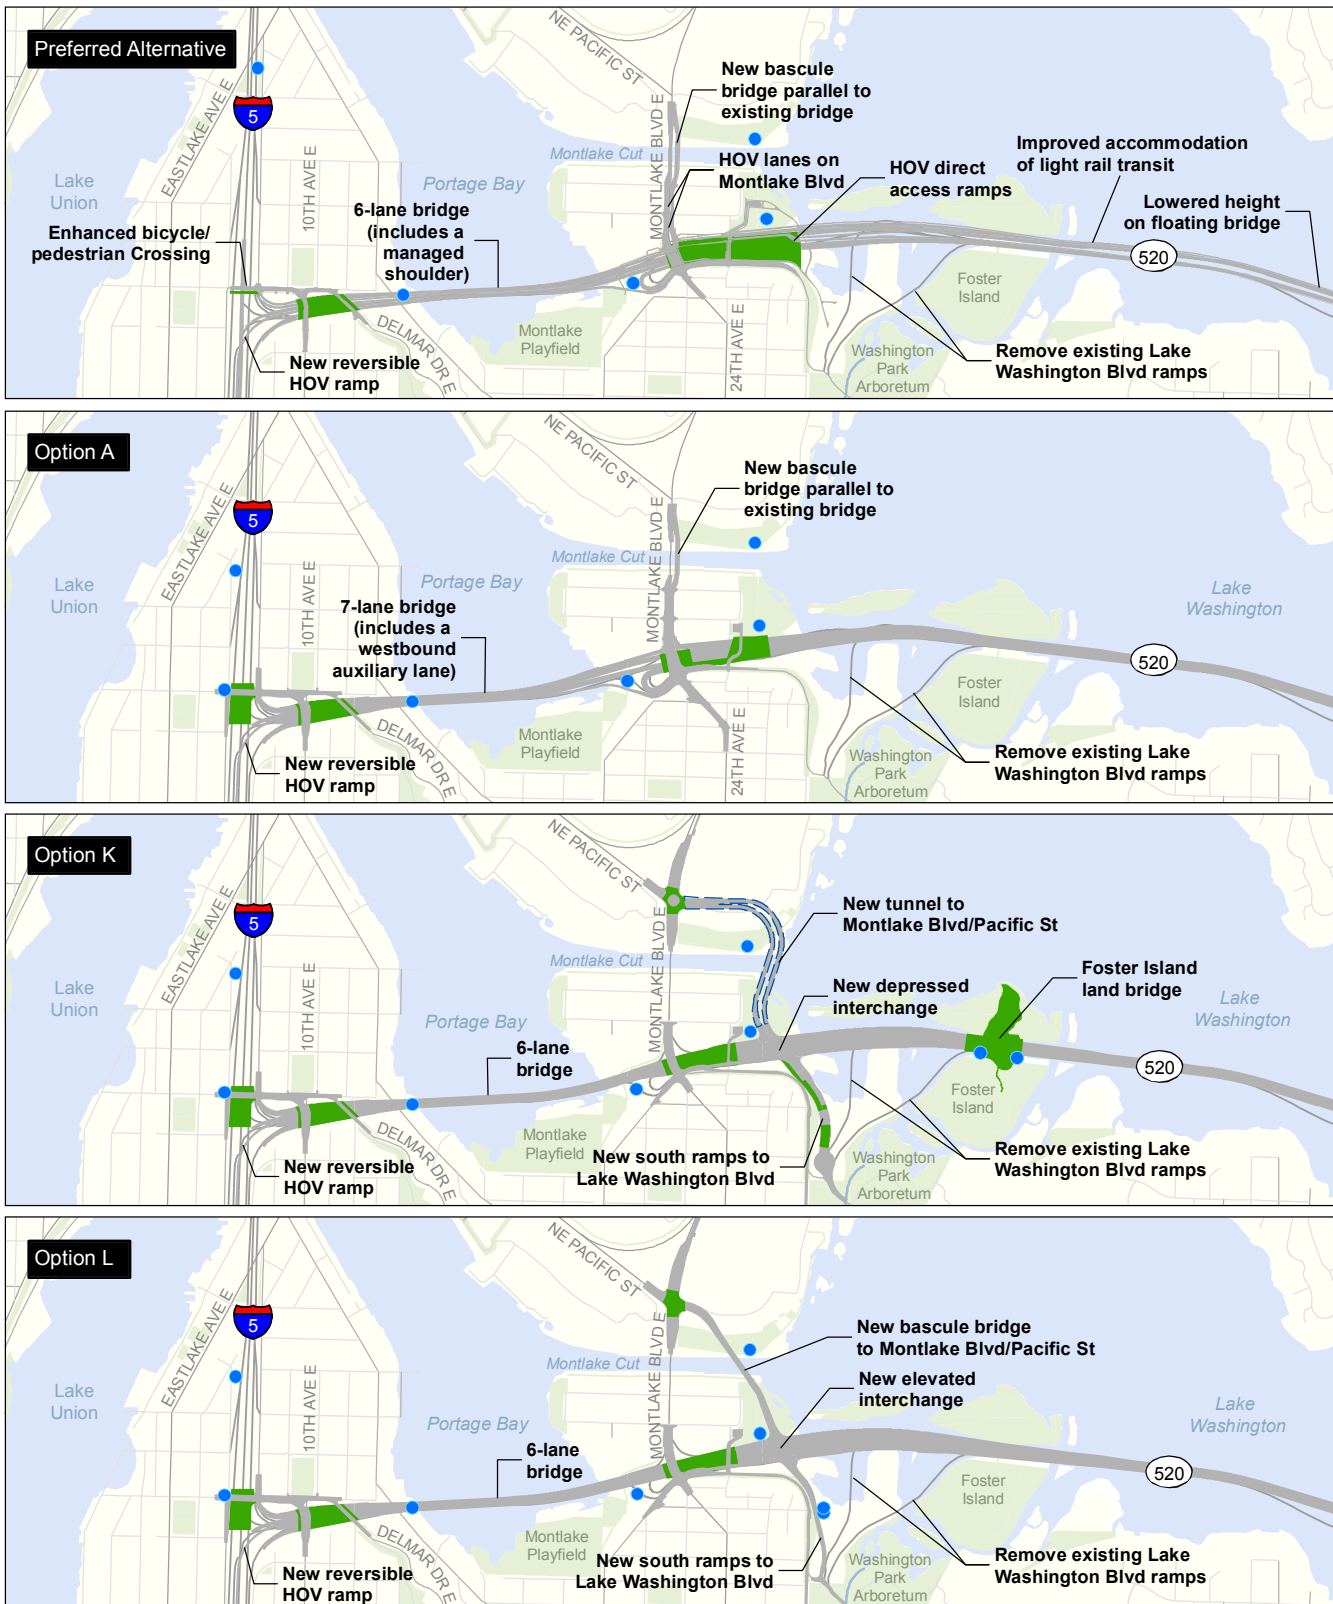 Preferred Alternative
NE PACIFIC ST
EASTLAKE AVE E
5
Lake
Union
10TH AVE E
Enhanced bicycle/
pedestrian Crossing
Portage Bay
6-lane bridge
(includes a
managed
shoulder)
Montlake Cut
MONTLAKE BLVD E
New bascule
bridge parallel to
existing bridge
HOV lanes on
Montlake Blvd
HOV direct
access ramps
Improved accommodation
of light rail transit
Lowered height
on floating bridge
520
Foster
Island
New reversible
HOV ramp
DELMAR DR E
Montlake
Playfield
24TH AVE E
Washington
Park
Arboretum
Remove existing Lake
Washington Blvd ramps
Option A
NE PACIFIC ST
EASTLAKE AVE E
5
Lake
Union
10TH AVE E
Portage Bay
7-lane bridge
(includes a
westbound
auxiliary lane)
Montlake Cut
MONTLAKE BLVD E
New bascule
bridge parallel to
existing bridge
Lake
Washington
520
Foster
Island
New reversible
HOV ramp
DELMAR DR E
Montlake
Playfield
24TH AVE E
Washington
Park
Arboretum
Remove existing Lake
Washington Blvd ramps
Option K
NE PACIFIC ST
EASTLAKE AVE E
5
Lake
Union
10TH AVE E
Portage Bay
6-lane
bridge
Montlake Cut
MONTLAKE BLVD E
New tunnel to
Montlake Blvd/Pacific St
New depressed
interchange
Foster Island
land bridge
Lake
Washington
520
Foster
Island
New reversible
HOV ramp
DELMAR DR E
Montlake
Playfield
New south ramps to
Lake Washington Blvd
Washington
Park
Arboretum
Remove existing Lake
Washington Blvd ramps
Option L
NE PACIFIC ST
EASTLAKE AVE E
5
Lake
Union
10TH AVE E
Portage Bay
6-lane
bridge
Montlake Cut
MONTLAKE BLVD E
New bascule bridge
to Montlake Blvd/Pacific St
New elevated
interchange
Lake
Washington
520
Foster
Island
New reversible
HOV ramp
DELMAR DR E
Montlake
Playfield
New south ramps to
Lake Washington Blvd
Washington
Park
Arboretum
Remove existing Lake
Washington Blvd ramps